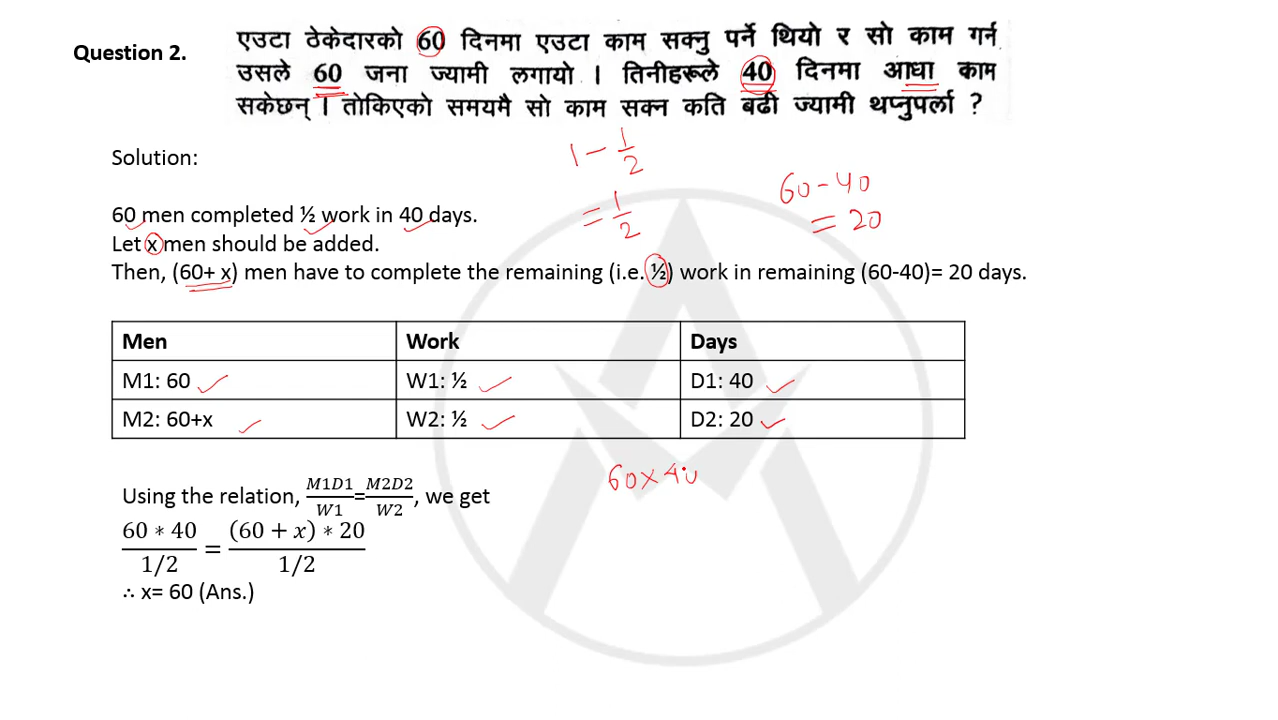 Question 2.
एउटा ठेकेदारको 60 दिनमा एउटा काम सक्नु पर्ने थियो र सो काम गर्न
उसले 60 जना ज्यामी लगायो । तिनीहरूले 40 दिनमा आधा काम
सकेछन् । तोकिएको समयमै सो काम सक्न कति बढी ज्यामी थप्नुपर्ला ?
Solution:
1 - 1/2
= 1/2
60-40
= 20
60 men completed ½ work in 40 days.
Let x men should be added.
Then, (60+ x) men have to complete the remaining (i.e. ½) work in remaining (60-40)= 20 days.
Men Work Days
M1: 60 W1: ½ D1: 40
M2: 60+x W2: ½ D2: 20
60×40
Using the relation, M1D1/W1=M2D2/W2, we get
60 ∗ 40/1/2 = (60 + x) ∗ 20/1/2
∴ x= 60 (Ans.)